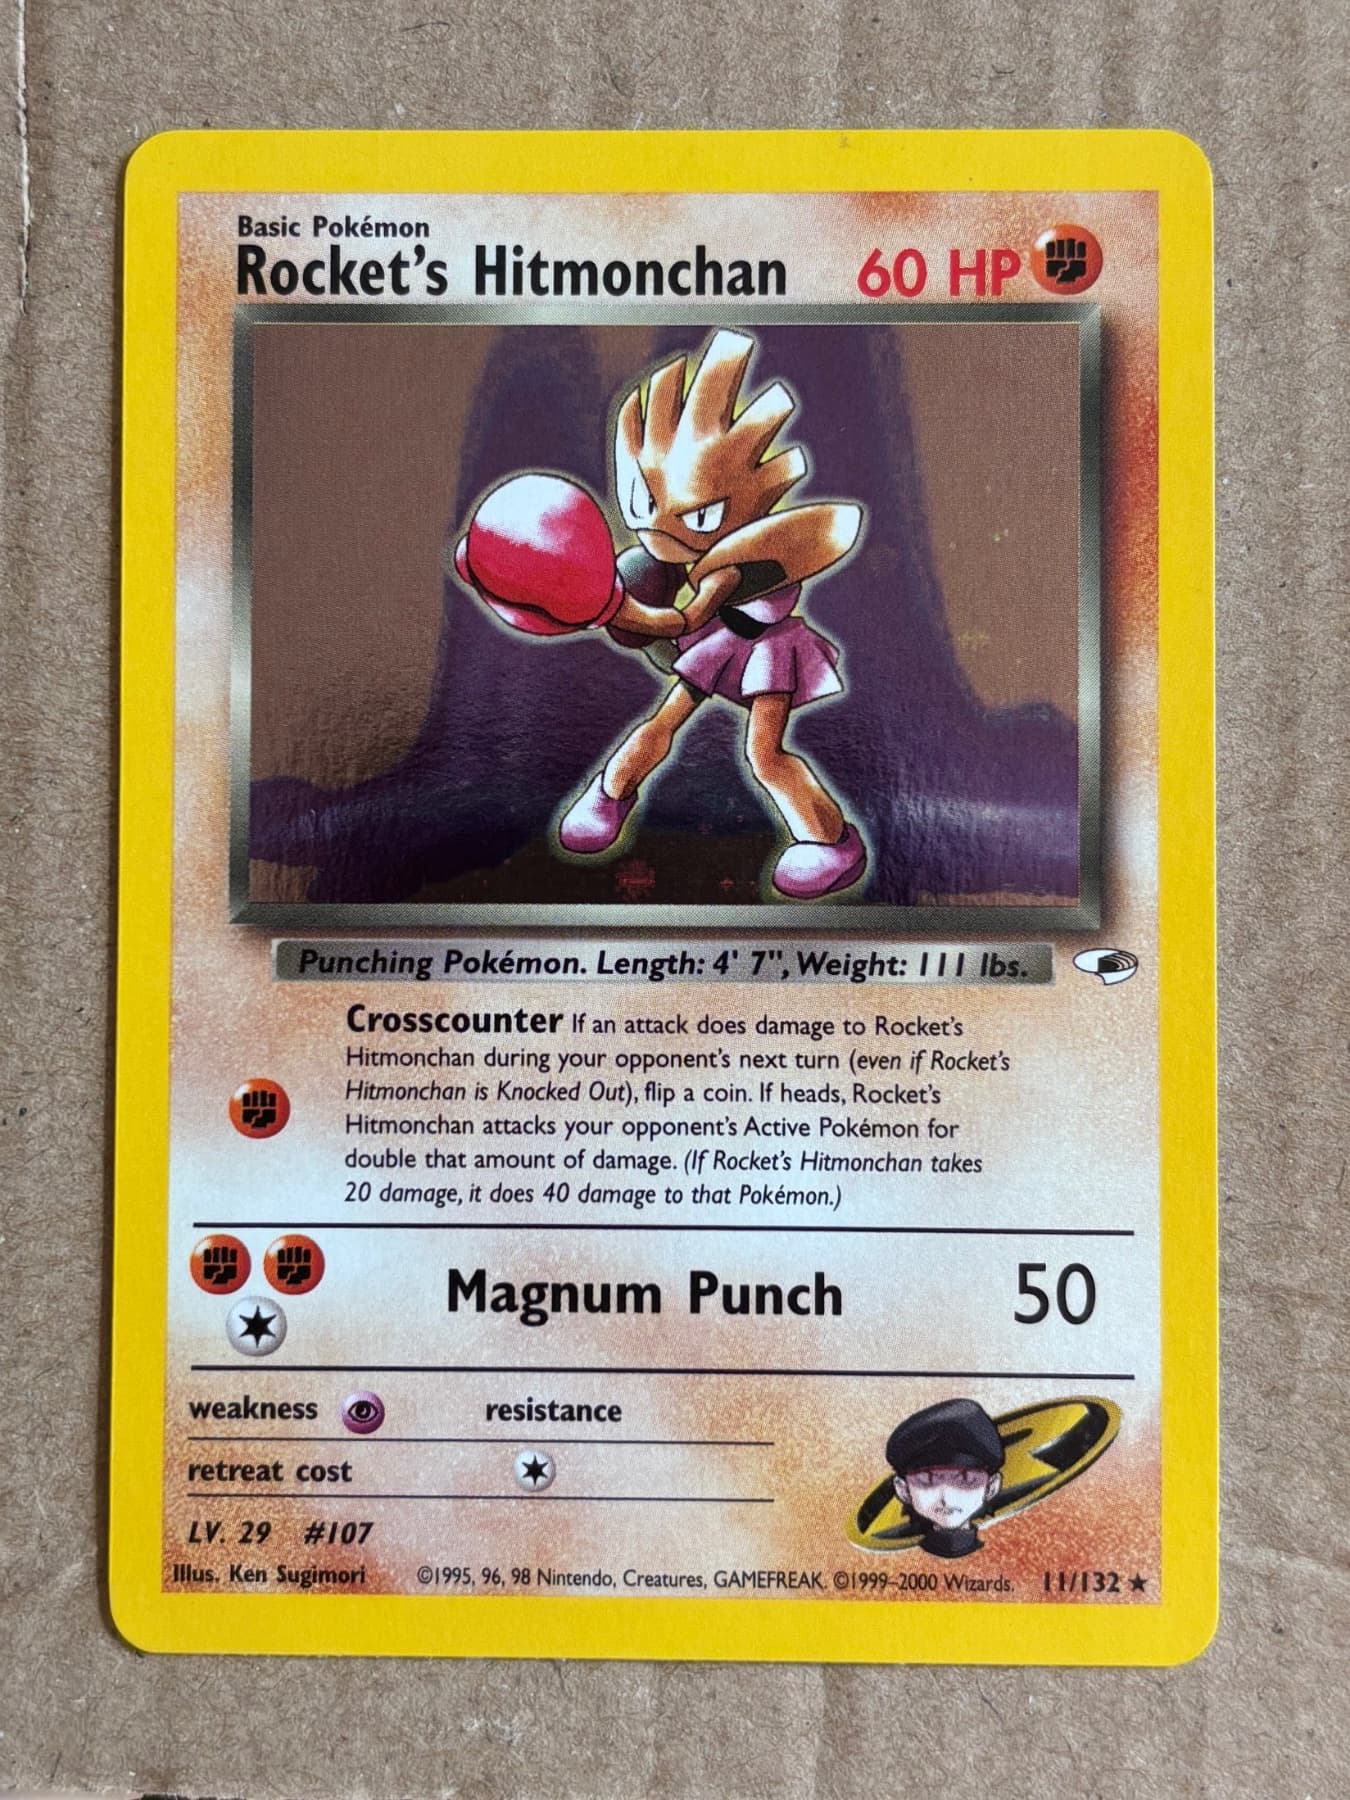 Basic Pokémon
Rocket's Hitmonchan 60 HP
Punching Pokémon. Length: 4' 7", Weight: 111 lbs.
Crosscounter If an attack does damage to Rocket's
Hitmonchan during your opponent's next turn (even if Rocket's
Hitmonchan is Knocked Out), flip a coin. If heads, Rocket's
Hitmonchan attacks your opponent's Active Pokémon for
double that amount of damage. (If Rocket's Hitmonchan takes
20 damage, it does 40 damage to that Pokémon.)
Magnum Punch 50
weakness resistance
retreat cost
LV. 29 #107
Illus. Ken Sugimori ©1995, 96, 98 Nintendo, Creatures, GAMEFREAK. ©1999-2000 Wizards. 11/132 ★